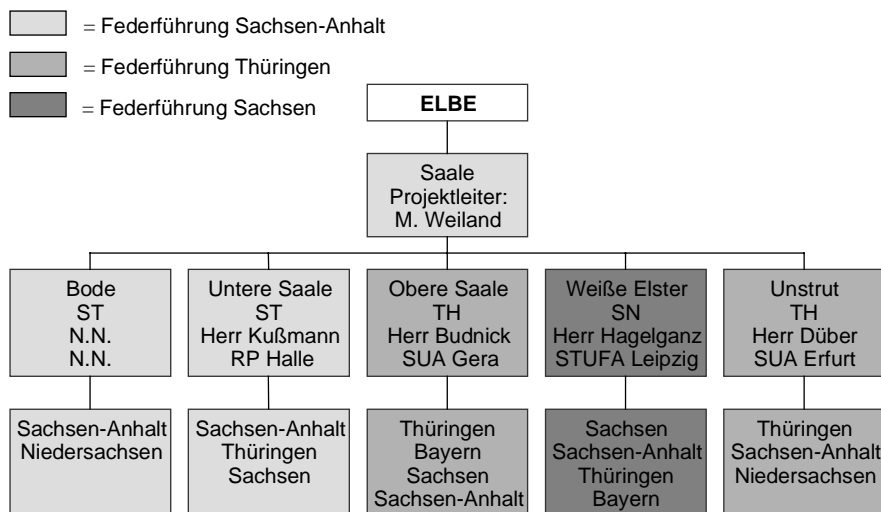 = Federführung Sachsen-Anhalt
= Federführung Thüringen
= Federführung Sachsen
ELBE
Saale
Projektleiter:
M. Weiland
Bode
ST
N.N.
N.N.
Untere Saale
ST
Herr Kußmann
RP Halle
Obere Saale
TH
Herr Budnick
SUA Gera
Weiße Elster
SN
Herr Hagelganz
STUFA Leipzig
Unstrut
TH
Herr Düber
SUA Erfurt
Sachsen-Anhalt
Niedersachsen
Sachsen-Anhalt
Thüringen
Sachsen
Thüringen
Bayern
Sachsen
Sachsen-Anhalt
Sachsen
Sachsen-Anhalt
Thüringen
Bayern
Thüringen
Sachsen-Anhalt
Niedersachsen